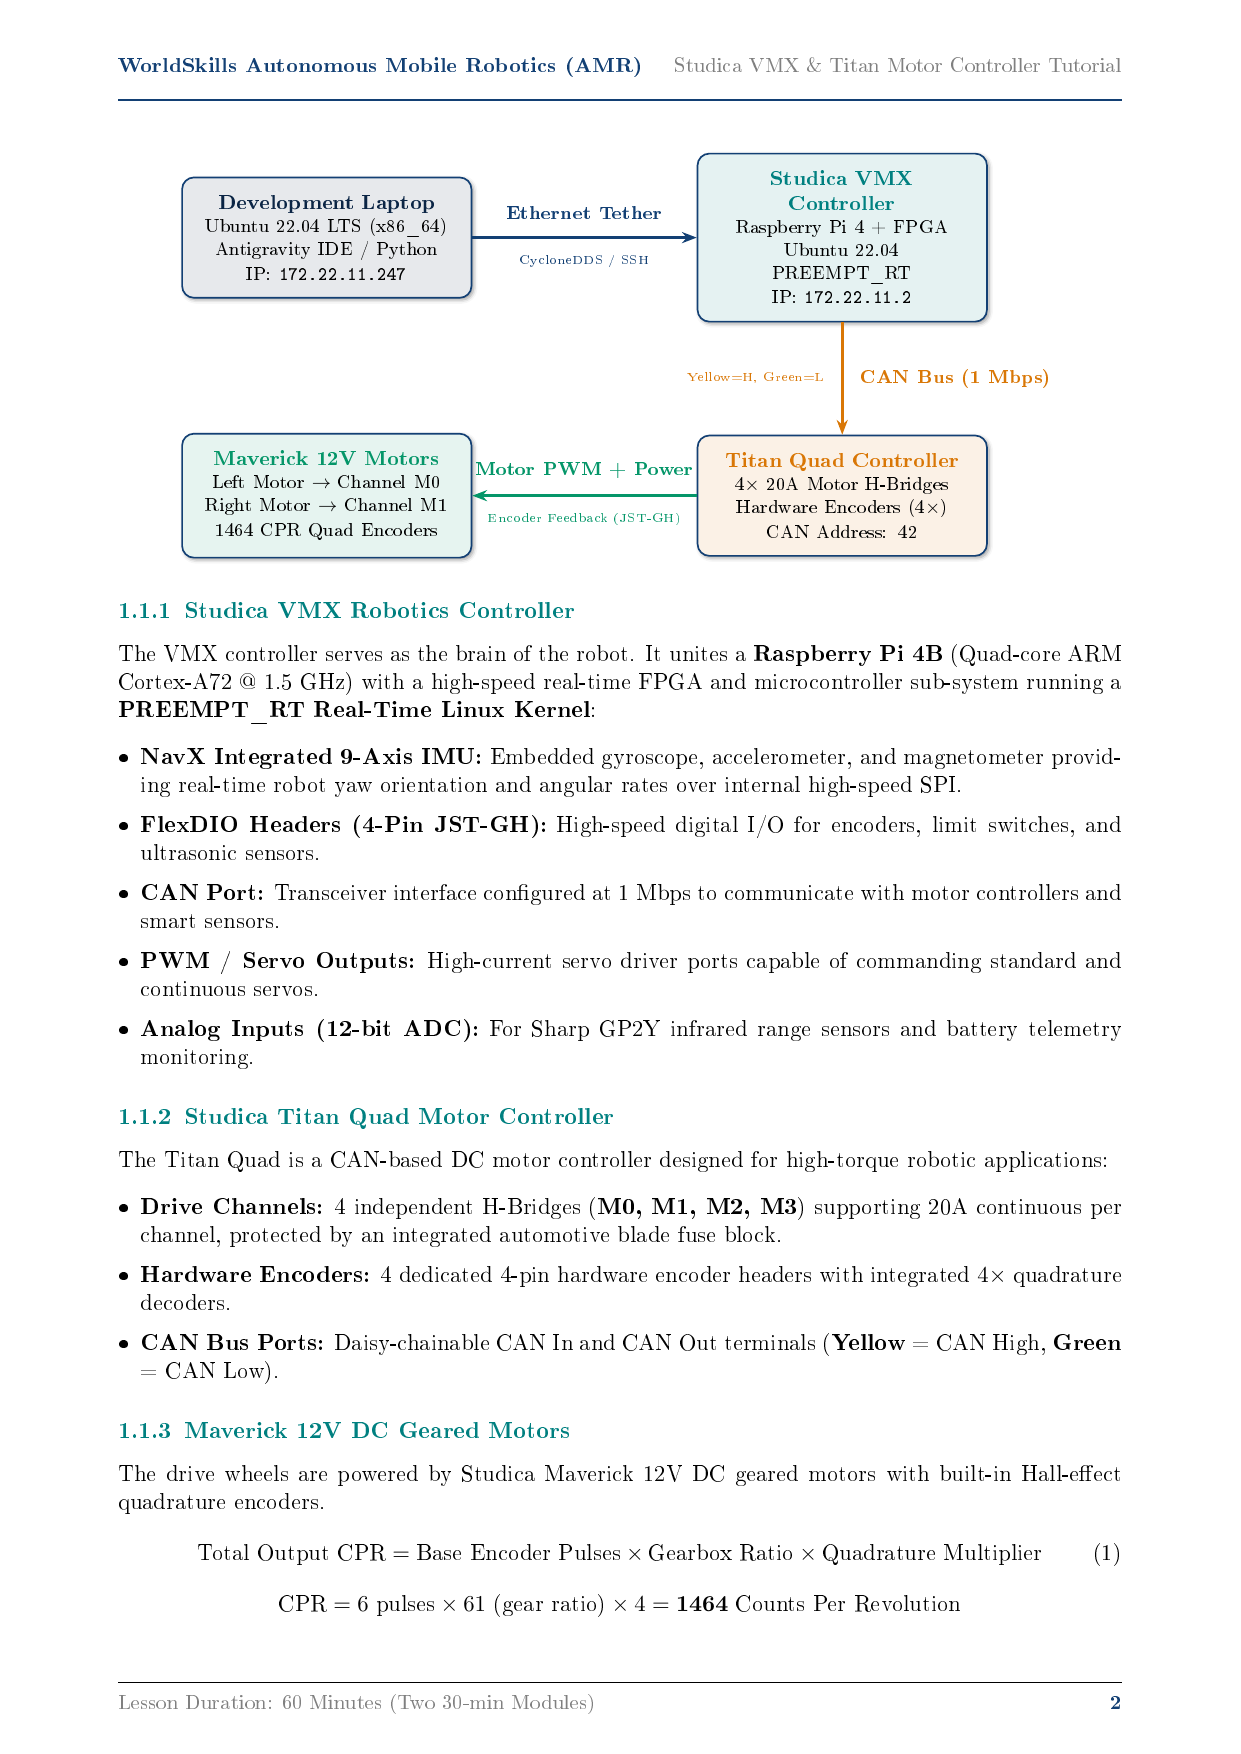 WorldSkills Autonomous Mobile Robotics (AMR) Studica VMX & Titan Motor Controller Tutorial
Development Laptop
Ubuntu 22.04 LTS (x86_64)
Antigravity IDE / Python
IP: 172.22.11.247
Ethernet Tether
CycloneDDS / SSH
Studica VMX
Controller
Raspberry Pi 4 + FPGA
Ubuntu 22.04
PREEMPT_RT
IP: 172.22.11.2
Yellow=H, Green=L
CAN Bus (1 Mbps)
Maverick 12V Motors
Left Motor → Channel M0
Right Motor → Channel M1
1464 CPR Quad Encoders
Motor PWM + Power
Encoder Feedback (JST-GH)
Titan Quad Controller
4× 20A Motor H-Bridges
Hardware Encoders (4×)
CAN Address: 42
1.1.1 Studica VMX Robotics Controller
The VMX controller serves as the brain of the robot. It unites a Raspberry Pi 4B (Quad-core ARM
Cortex-A72 @ 1.5 GHz) with a high-speed real-time FPGA and microcontroller sub-system running a
PREEMPT_RT Real-Time Linux Kernel:
• NavX Integrated 9-Axis IMU: Embedded gyroscope, accelerometer, and magnetometer provid-
ing real-time robot yaw orientation and angular rates over internal high-speed SPI.
• FlexDIO Headers (4-Pin JST-GH): High-speed digital I/O for encoders, limit switches, and
ultrasonic sensors.
• CAN Port: Transceiver interface configured at 1 Mbps to communicate with motor controllers and
smart sensors.
• PWM / Servo Outputs: High-current servo driver ports capable of commanding standard and
continuous servos.
• Analog Inputs (12-bit ADC): For Sharp GP2Y infrared range sensors and battery telemetry
monitoring.
1.1.2 Studica Titan Quad Motor Controller
The Titan Quad is a CAN-based DC motor controller designed for high-torque robotic applications:
• Drive Channels: 4 independent H-Bridges (M0, M1, M2, M3) supporting 20A continuous per
channel, protected by an integrated automotive blade fuse block.
• Hardware Encoders: 4 dedicated 4-pin hardware encoder headers with integrated 4× quadrature
decoders.
• CAN Bus Ports: Daisy-chainable CAN In and CAN Out terminals (Yellow = CAN High, Green
= CAN Low).
1.1.3 Maverick 12V DC Geared Motors
The drive wheels are powered by Studica Maverick 12V DC geared motors with built-in Hall-effect
quadrature encoders.
Total Output CPR = Base Encoder Pulses × Gearbox Ratio × Quadrature Multiplier (1)
CPR = 6 pulses × 61 (gear ratio) × 4 = 1464 Counts Per Revolution
Lesson Duration: 60 Minutes (Two 30-min Modules) 2